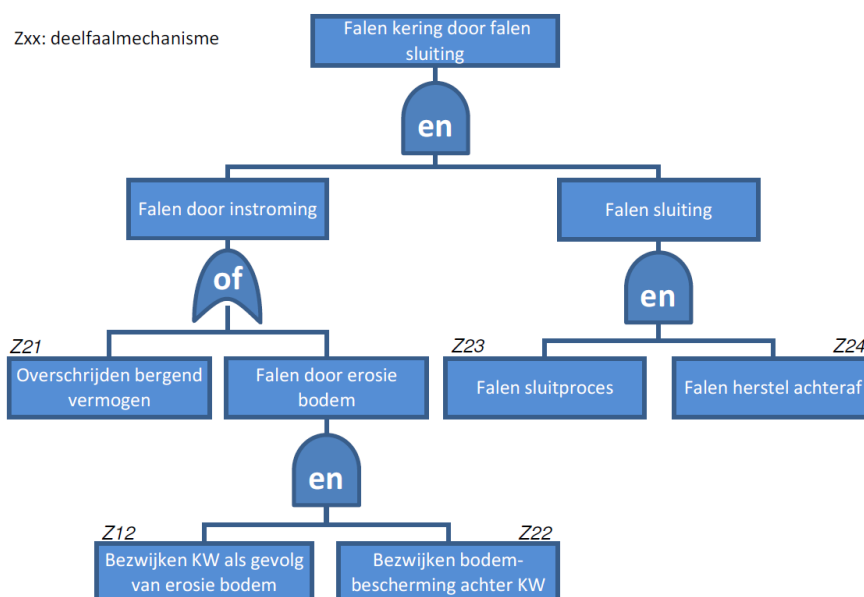 Zxx: deelfaalmechanisme
Falen kering door falen
sluiting
en
Falen door instroming
Falen sluiting
of
en
Z21
Overschrijden bergend
vermogen
Falen door erosie
bodem
Z23
Falen sluitproces
Z24
Falen herstel achteraf
en
Z12
Bezwijken KW als gevolg
van erosie bodem
Z22
Bezwijken bodem-
bescherming achter KW